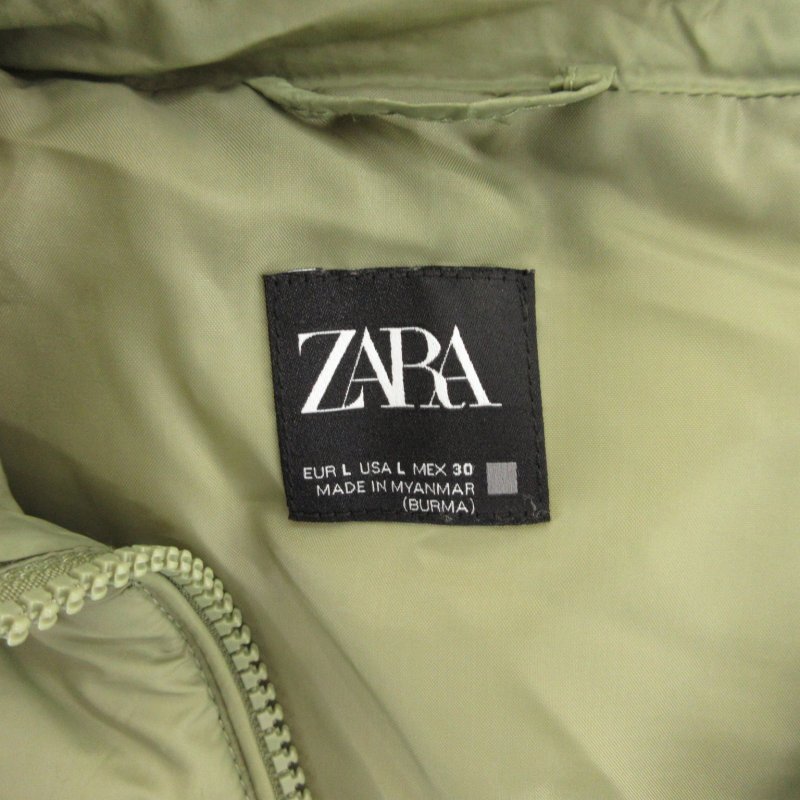 ZARA
EUR L USA L MEX 30
MADE IN MYANMAR
(BURMA)